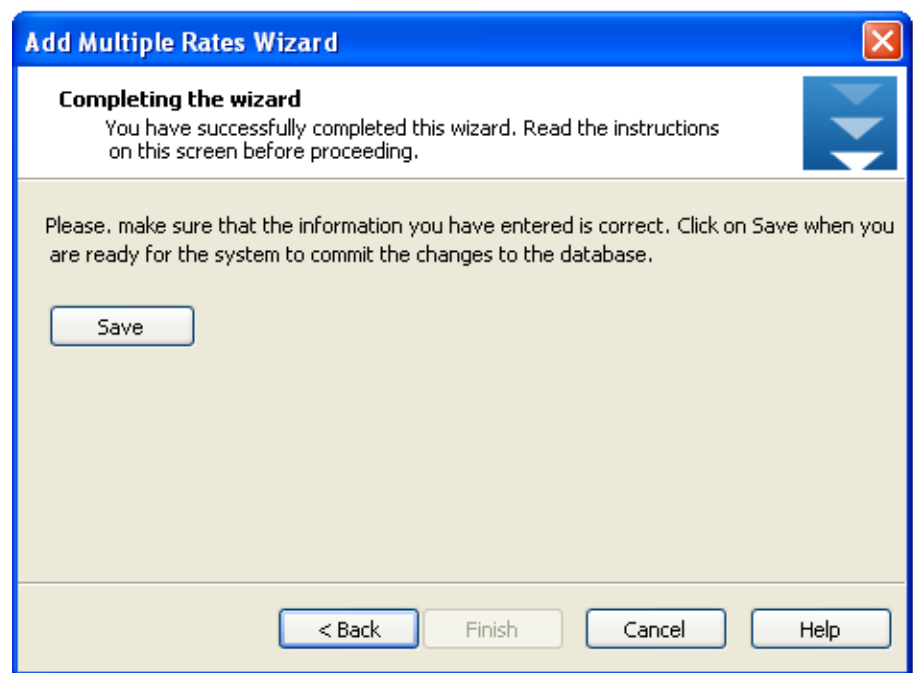 Add Multiple Rates Wizard
Completing the wizard
You have successfully completed this wizard. Read the instructions
on this screen before proceeding.
Please. make sure that the information you have entered is correct. Click on Save when you
are ready for the system to commit the changes to the database.
Save
< Back Finish Cancel Help